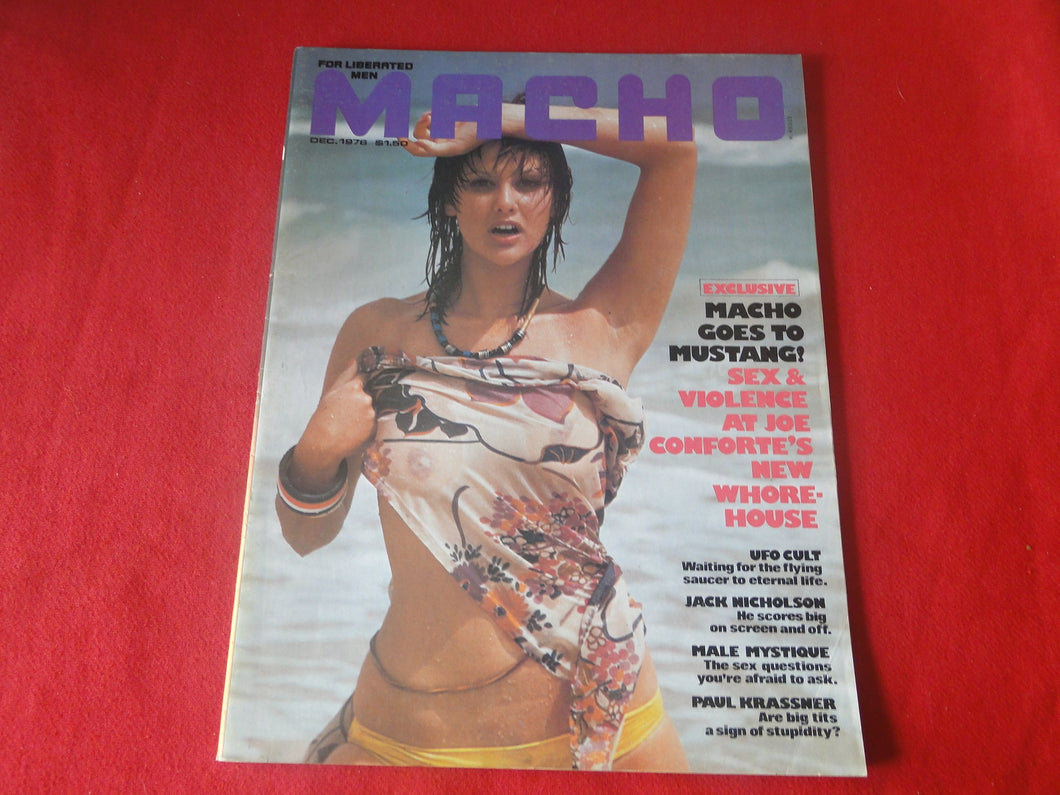 FOR LIBERATED
MEN
MACHO
DEC. 1976 $1.50
EXCLUSIVE
MACHO
GOES TO
MUSTANG!
SEX &
VIOLENCE
AT JOE
CONFORTE'S
NEW
WHORE-
HOUSE
UFO CULT
Waiting for the flying
saucer to eternal life.
JACK NICHOLSON
He scores big
on screen and off.
MALE MYSTIQUE
The sex questions
you're afraid to ask.
PAUL KRASSNER
Are big tits
a sign of stupidity?